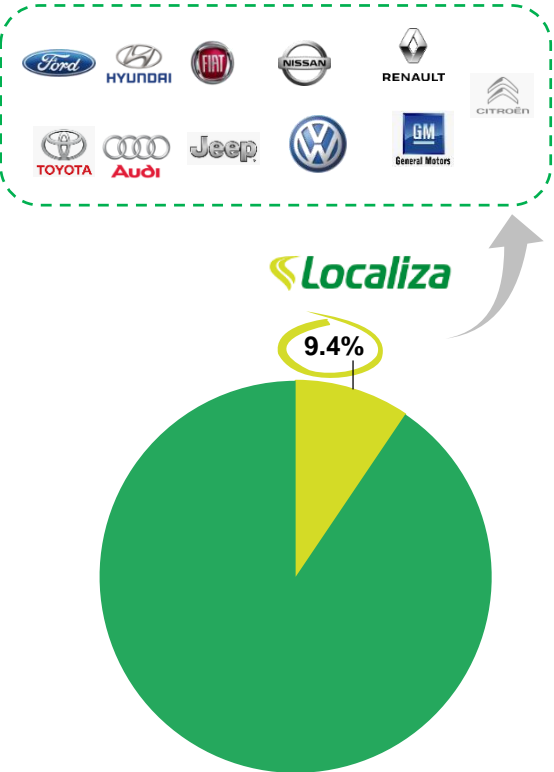 Ford
HYUNDAI
FIAT
NISSAN
RENAULT
CITROËN
TOYOTA
Audi
Jeep
GM
General Motors
Localiza
9.4%